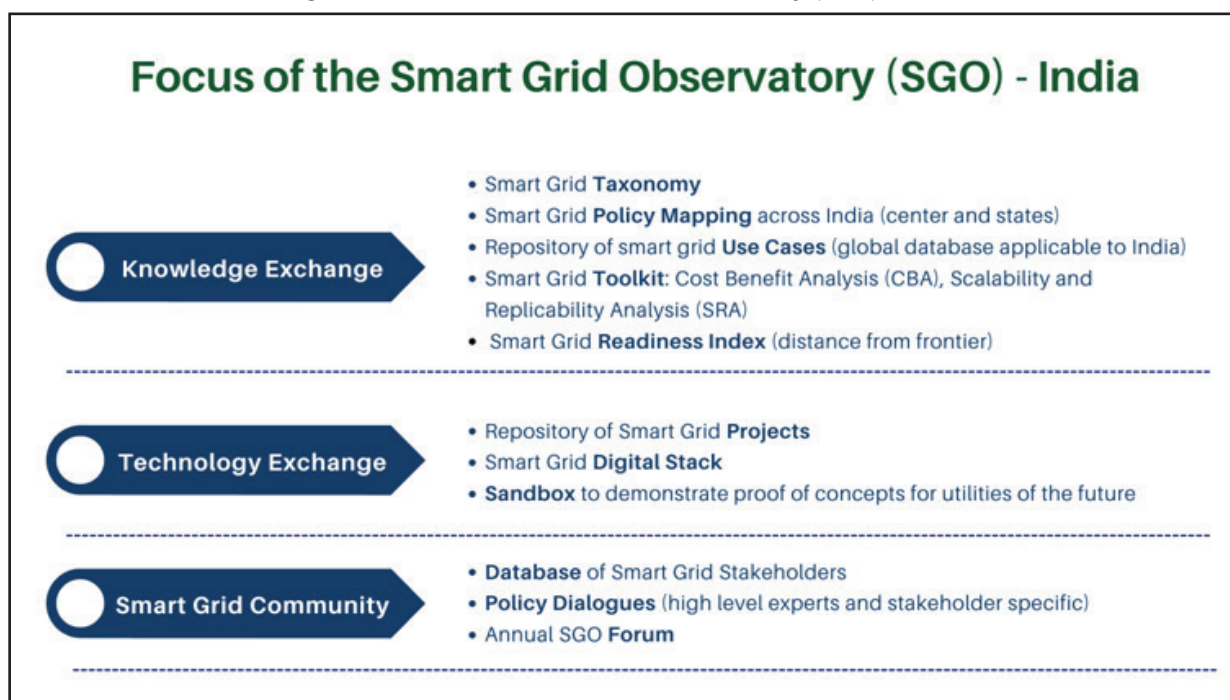 Focus of the Smart Grid Observatory (SGO) - India
Knowledge Exchange
• Smart Grid Taxonomy
• Smart Grid Policy Mapping across India (center and states)
• Repository of smart grid Use Cases (global database applicable to India)
• Smart Grid Toolkit: Cost Benefit Analysis (CBA), Scalability and
Replicability Analysis (SRA)
• Smart Grid Readiness Index (distance from frontier)
Technology Exchange
• Repository of Smart Grid Projects
• Smart Grid Digital Stack
• Sandbox to demonstrate proof of concepts for utilities of the future
Smart Grid Community
• Database of Smart Grid Stakeholders
• Policy Dialogues (high level experts and stakeholder specific)
• Annual SGO Forum